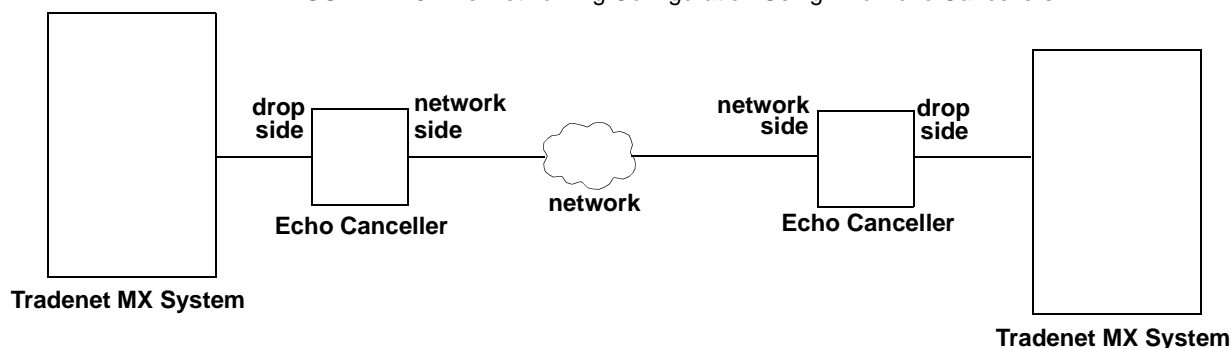 drop
side
network
side
network
side
drop
side
network
Echo Canceller
Echo Canceller
Tradenet MX System
Tradenet MX System